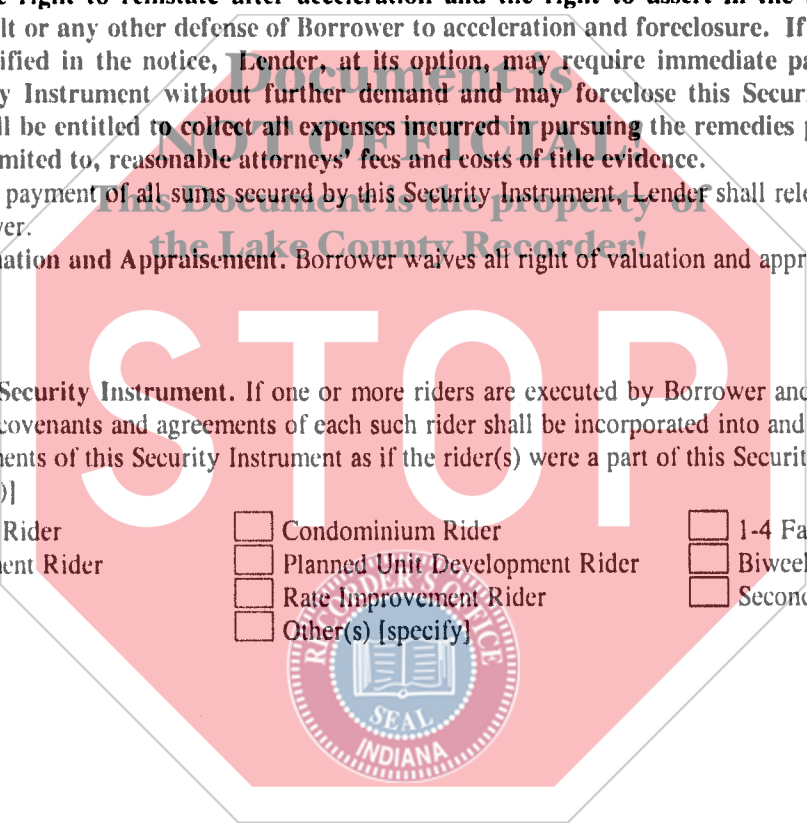 right to reinstate after acceleration and the right to assert in the
lt or any other defense of Borrower to acceleration and foreclosure. If
ified in the notice, Lender, at its option, may require immediate pa
y Instrument without further demand and may foreclose this Securi
ll be entitled to collect all expenses incurred in pursuing the remedies p
mited to, reasonable attorneys' fees and costs of title evidence.
payment of all sums secured by this Security Instrument, Lender shall rele
ver.
nation and Appraisement. Borrower waives all right of valuation and appr
Document is
NOT OFFICIAL!
This Document is the property of
the Lake County Recorder!
STOP
Security Instrument. If one or more riders are executed by Borrower and
covenants and agreements of each such rider shall be incorporated into and
nents of this Security Instrument as if the rider(s) were a part of this Securit
)]
Rider Condominium Rider 1-4 Fa
ent Rider Planned Unit Development Rider Biweekl
Rate Improvement Rider Second
Other(s) [specify]
RECORDER'S OFFICE
SEAL
INDIANA